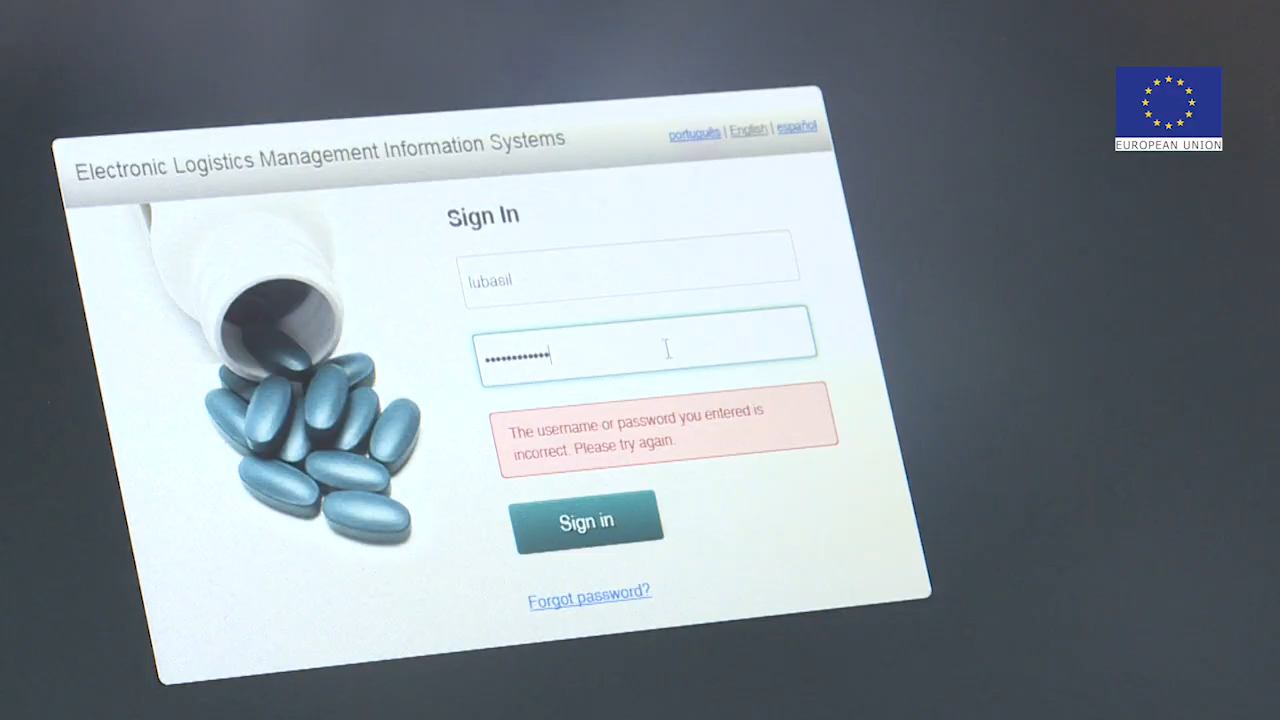 Electronic Logistics Management Information Systems
português | English | español
Sign In
lubasil
••••••••••••
The username or password you entered is
incorrect. Please try again.
Sign in
Forgot password?
EUROPEAN UNION